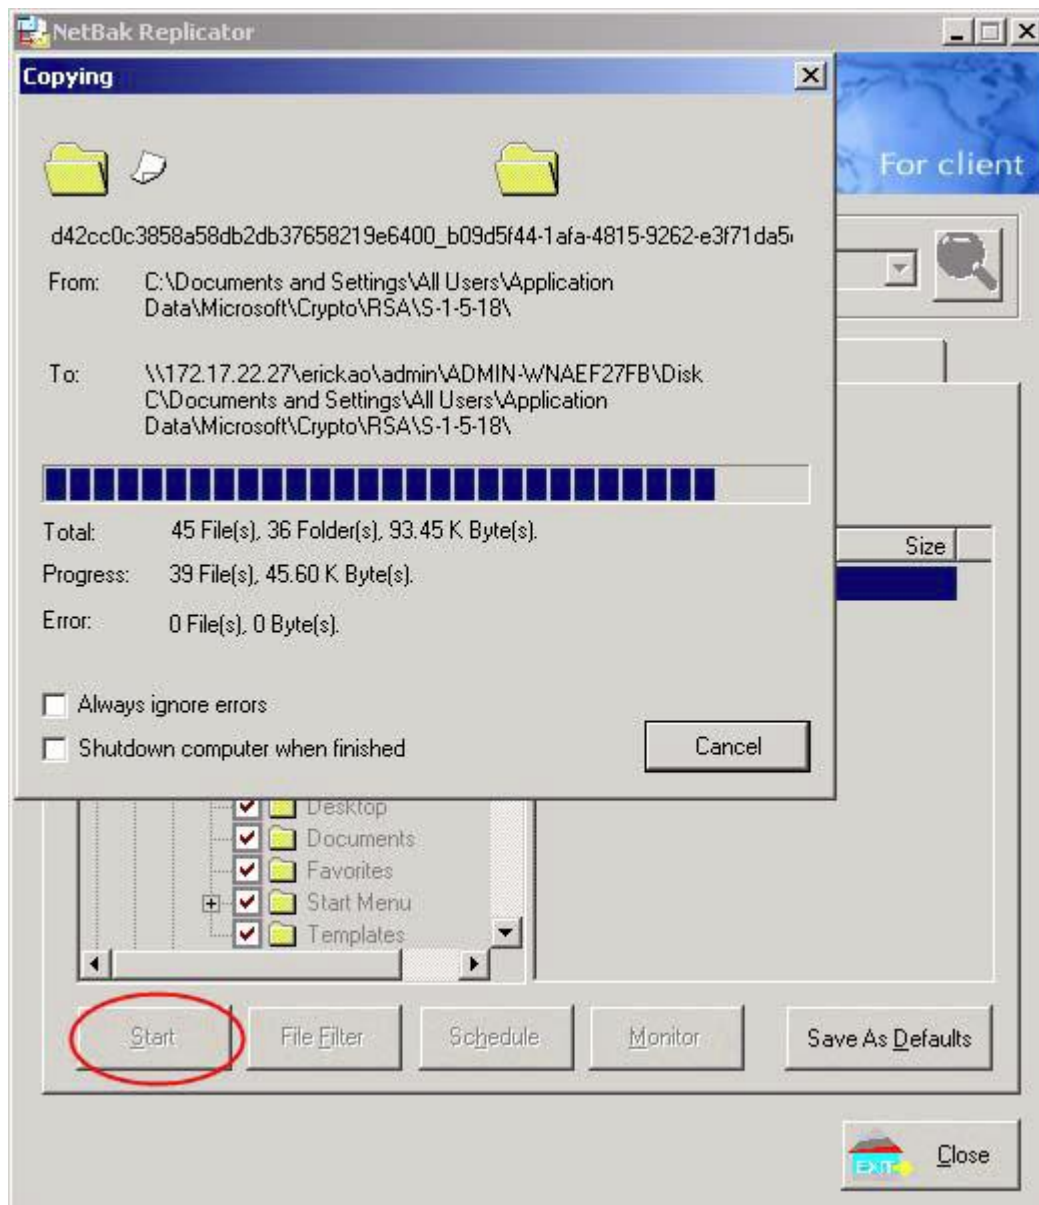 NetBak Replicator
Copying
For client
d42cc0c3858a58db2db37658219e6400_b09d5f44-1afa-4815-9262-e3f71da5
From: C:\Documents and Settings\All Users\Application
Data\Microsoft\Crypto\RSA\S-1-5-18\
To: \\172.17.22.27\erickao\admin\ADMIN-WNAEF27FB\Disk
C\Documents and Settings\All Users\Application
Data\Microsoft\Crypto\RSA\S-1-5-18\
Total: 45 File(s), 36 Folder(s), 93.45 K Byte(s).
Size
Progress: 39 File(s), 45.60 K Byte(s).
Error: 0 File(s), 0 Byte(s).
Always ignore errors
Shutdown computer when finished
Cancel
Desktop
Documents
Favorites
Start Menu
Templates
Start File Filter Schedule Monitor Save As Defaults
EXIT Close